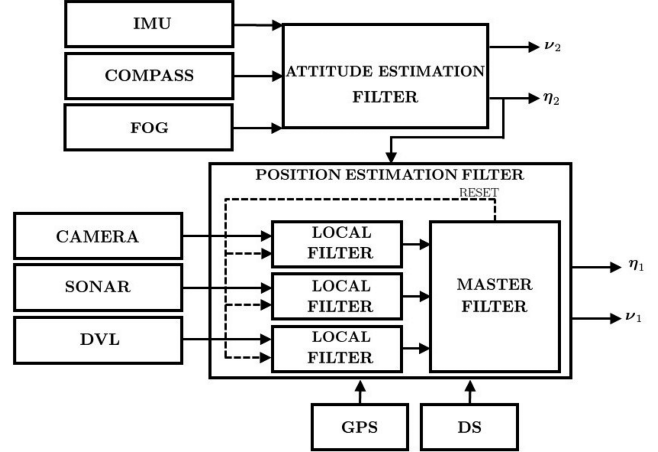 IMU
COMPASS
FOG
ATTITUDE ESTIMATION
FILTER
ν₂
η₂
POSITION ESTIMATION FILTER
RESET
CAMERA
SONAR
DVL
LOCAL
FILTER
LOCAL
FILTER
LOCAL
FILTER
MASTER
FILTER
η₁
ν₁
GPS
DS